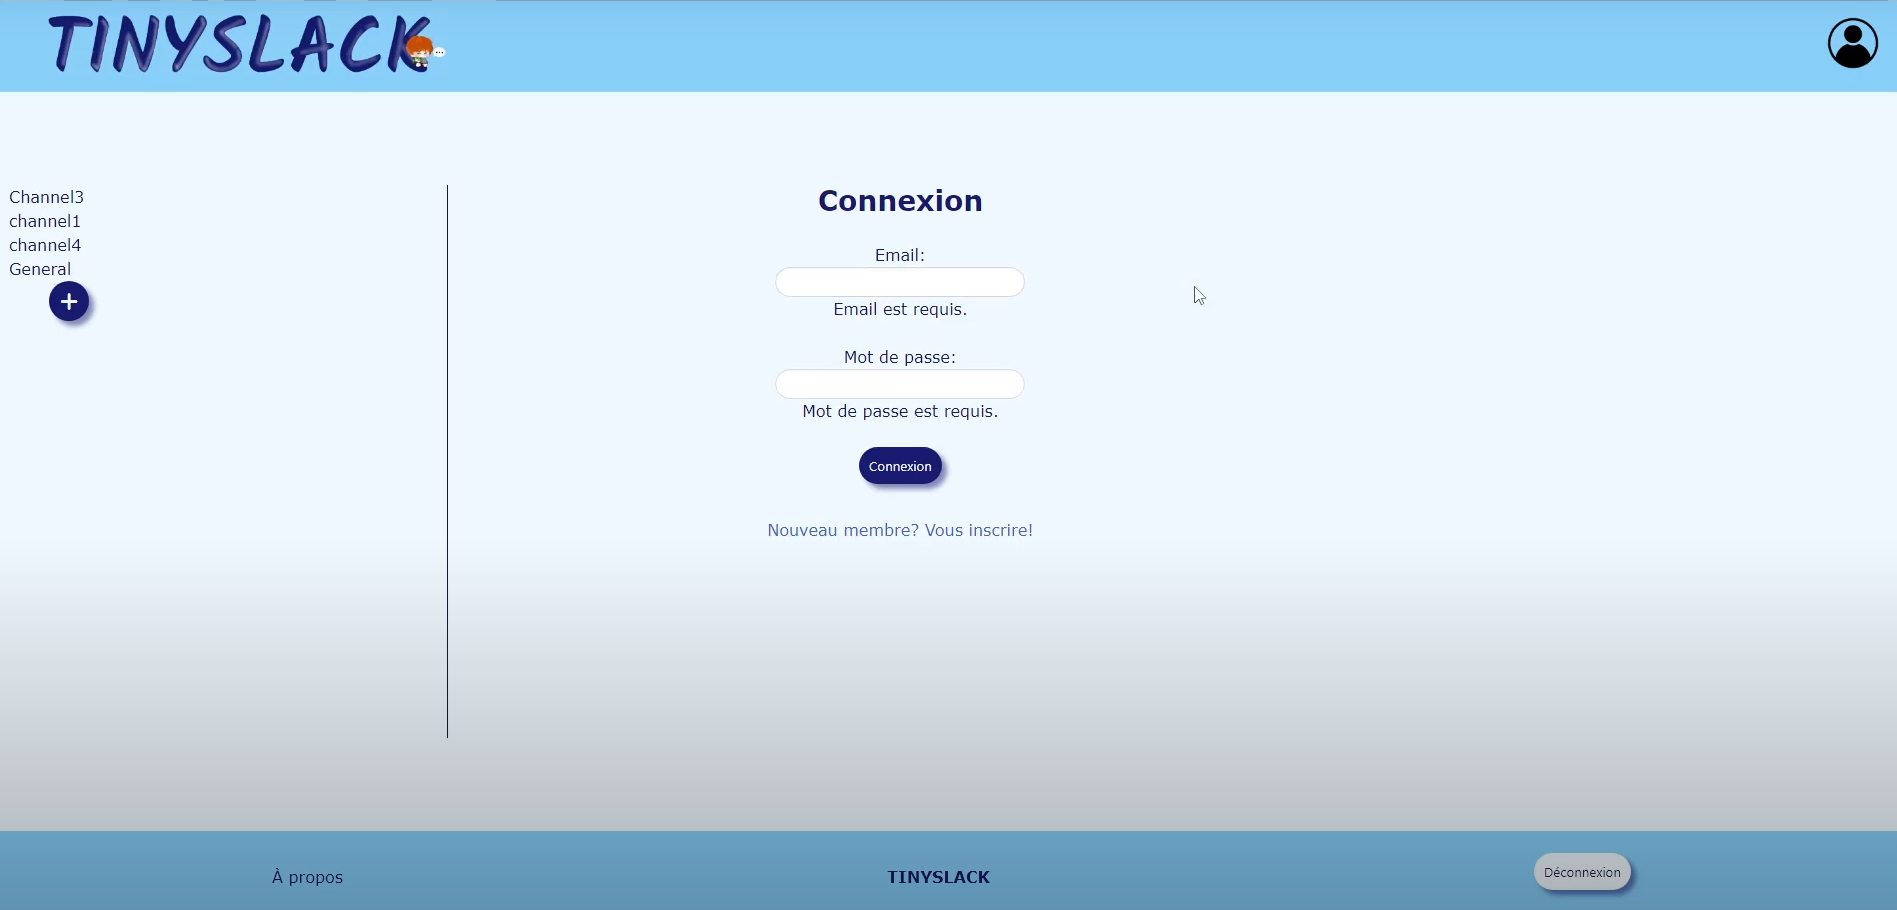 TINYSLACK
Channel3
channel1
channel4
General
+
Connexion
Email:
Email est requis.
Mot de passe:
Mot de passe est requis.
Connexion
Nouveau membre? Vous inscrire!
À propos
TINYSLACK
Déconnexion